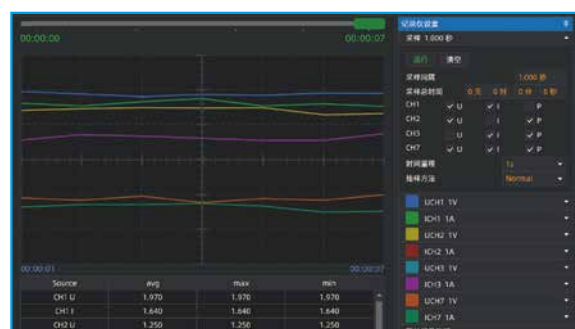 00:00:00 00:00:07
00:00:01 00:00:07
Source avg max min
CH1 U 1.970 1.970 1.970
CH1 I 1.640 1.640 1.640
CH2 U 1.250 1.250 1.250
记录仪设置
采样 1.000 秒
运行 清空
采样间隔 1.000 秒
采样总时间 0 天 0 时 0 分 0 秒
CH1 U I P
CH2 U I P
CH3 U I P
CH7 U I P
时间量程 1s
抽样方法 Normal
UCH1 1V
ICH1 1A
UCH2 1V
ICH2 1A
UCH3 1V
ICH3 1A
UCH7 1V
ICH7 1A